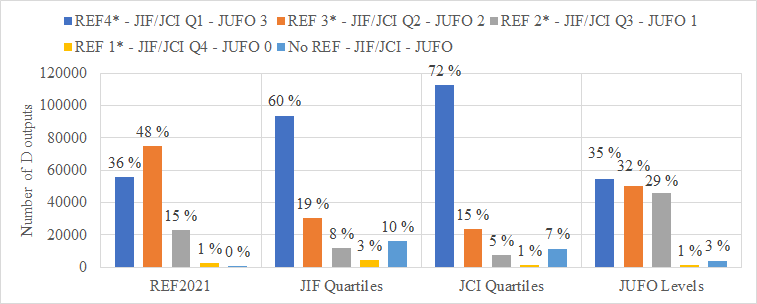 REF4* - JIF/JCI Q1 - JUFO 3 REF 3* - JIF/JCI Q2 - JUFO 2 REF 2* - JIF/JCI Q3 - JUFO 1
REF 1* - JIF/JCI Q4 - JUFO 0 No REF - JIF/JCI - JUFO
Number of D outputs
120000
100000
80000
60000
40000
20000
0
36 % 48 % 15 % 1 % 0 %
60 % 19 % 8 % 3 % 10 %
72 % 15 % 5 % 1 % 7 %
35 % 32 % 29 % 1 % 3 %
REF2021 JIF Quartiles JCI Quartiles JUFO Levels